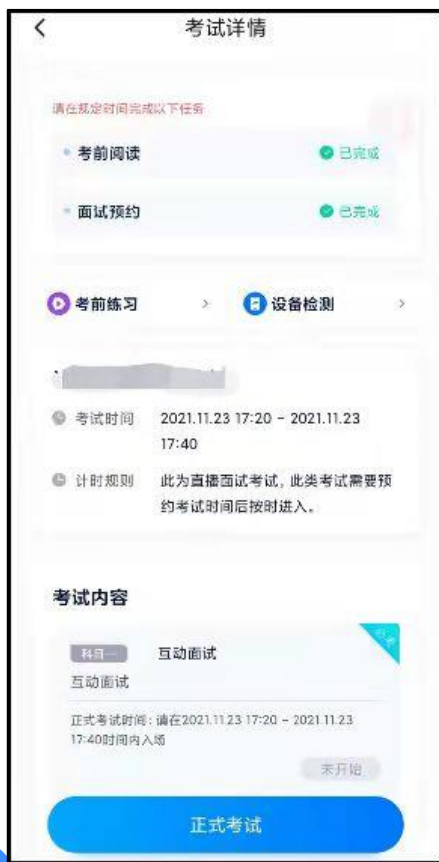 考试详情
请在规定时间完成以下任务
考前阅读 已完成
面试预约 已完成
考前练习 设备检测
考试时间 2021.11.23 17:20 - 2021.11.23
17:40
计时规则 此为直播面试考试，此类考试需要预
约考试时间后按时进入。
考试内容
科目一 互动面试
互动面试
正式考试时间：请在2021.11.23 17:20 - 2021.11.23
17:40时间内入场
未开始
正式考试